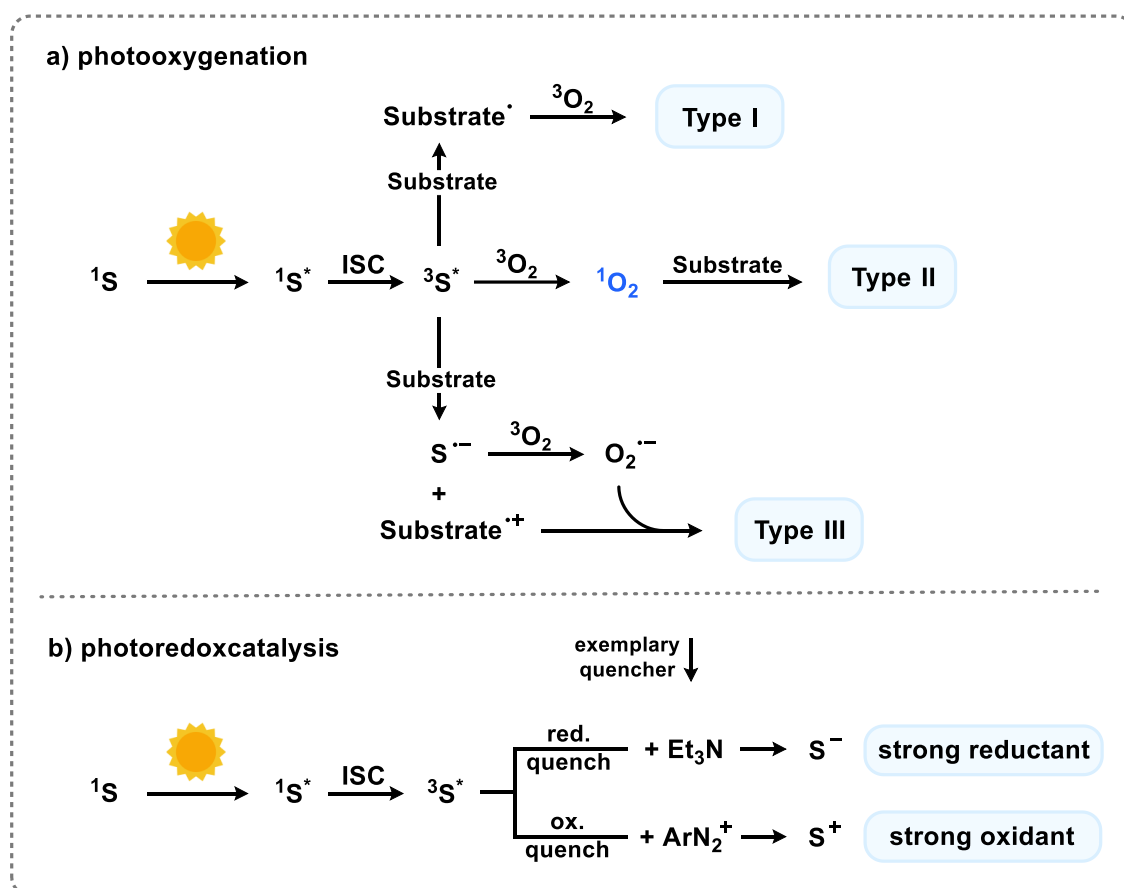 a) photooxygenation
Substrate˙ ³O₂ Type I
Substrate
¹S ¹S* ISC ³S* ³O₂ ¹O₂ Substrate Type II
Substrate
S˙⁻ ³O₂ O₂˙⁻
+
Substrate˙⁺ Type III
b) photoredoxcatalysis
exemplary
quencher
red.
quench + Et₃N S⁻ strong reductant
¹S ¹S* ISC ³S*
ox.
quench + ArN₂⁺ S⁺ strong oxidant